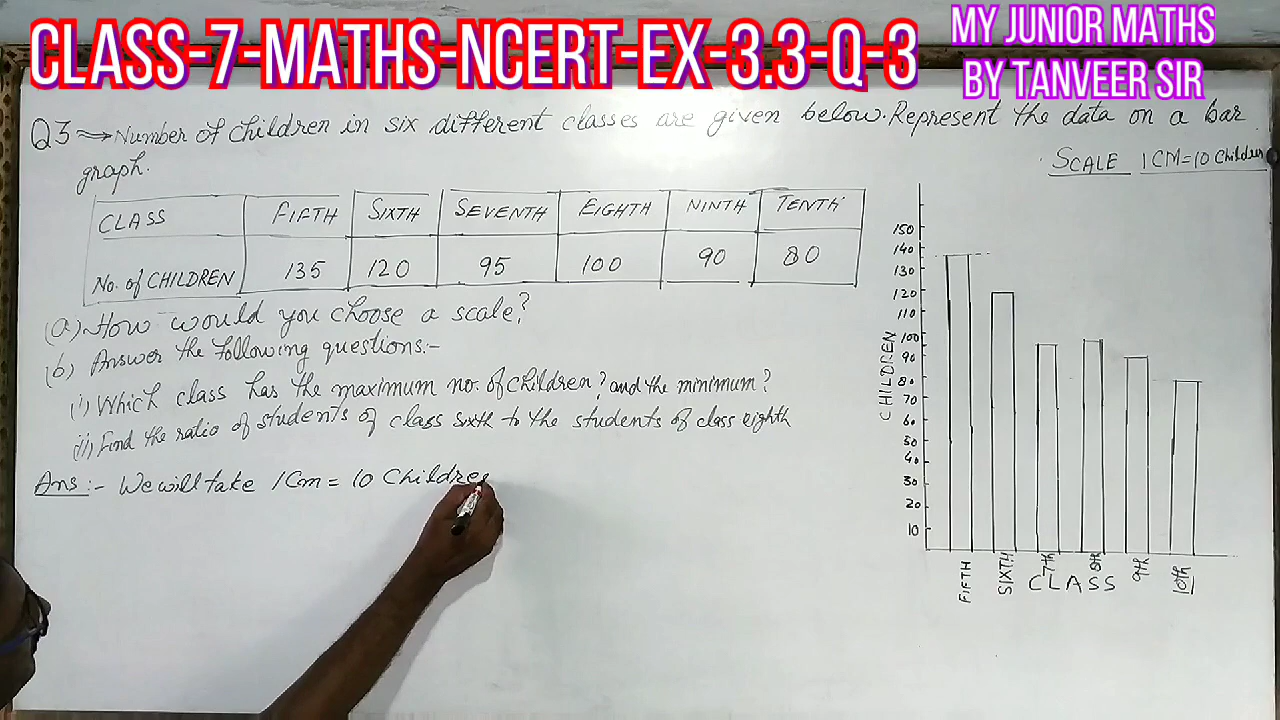 CLASS-7-MATHS-NCERT-EX-3.3-Q-3
MY JUNIOR MATHS
BY TANVEER SIR
Q3 ⇒ Number of children in six different classes are given below. Represent the data on a bar
graph.
SCALE 1CM=10 Children
CLASS FIFTH SIXTH SEVENTH EIGHTH NINTH TENTH
No. of CHILDREN 135 120 95 100 90 80
(a) How would you choose a scale?
(b) Answer the following questions:-
(i) Which class has the maximum no. of children? and the minimum?
(ii) Find the ratio of students of class sixth to the students of class eighth
Ans:- We will take 1Cm = 10 Childre
150
140
130
120
110
100
90
80
70
60
50
40
30
20
10
CHILDREN
FIFTH SIXTH 7th 8th 9th 10th
CLASS